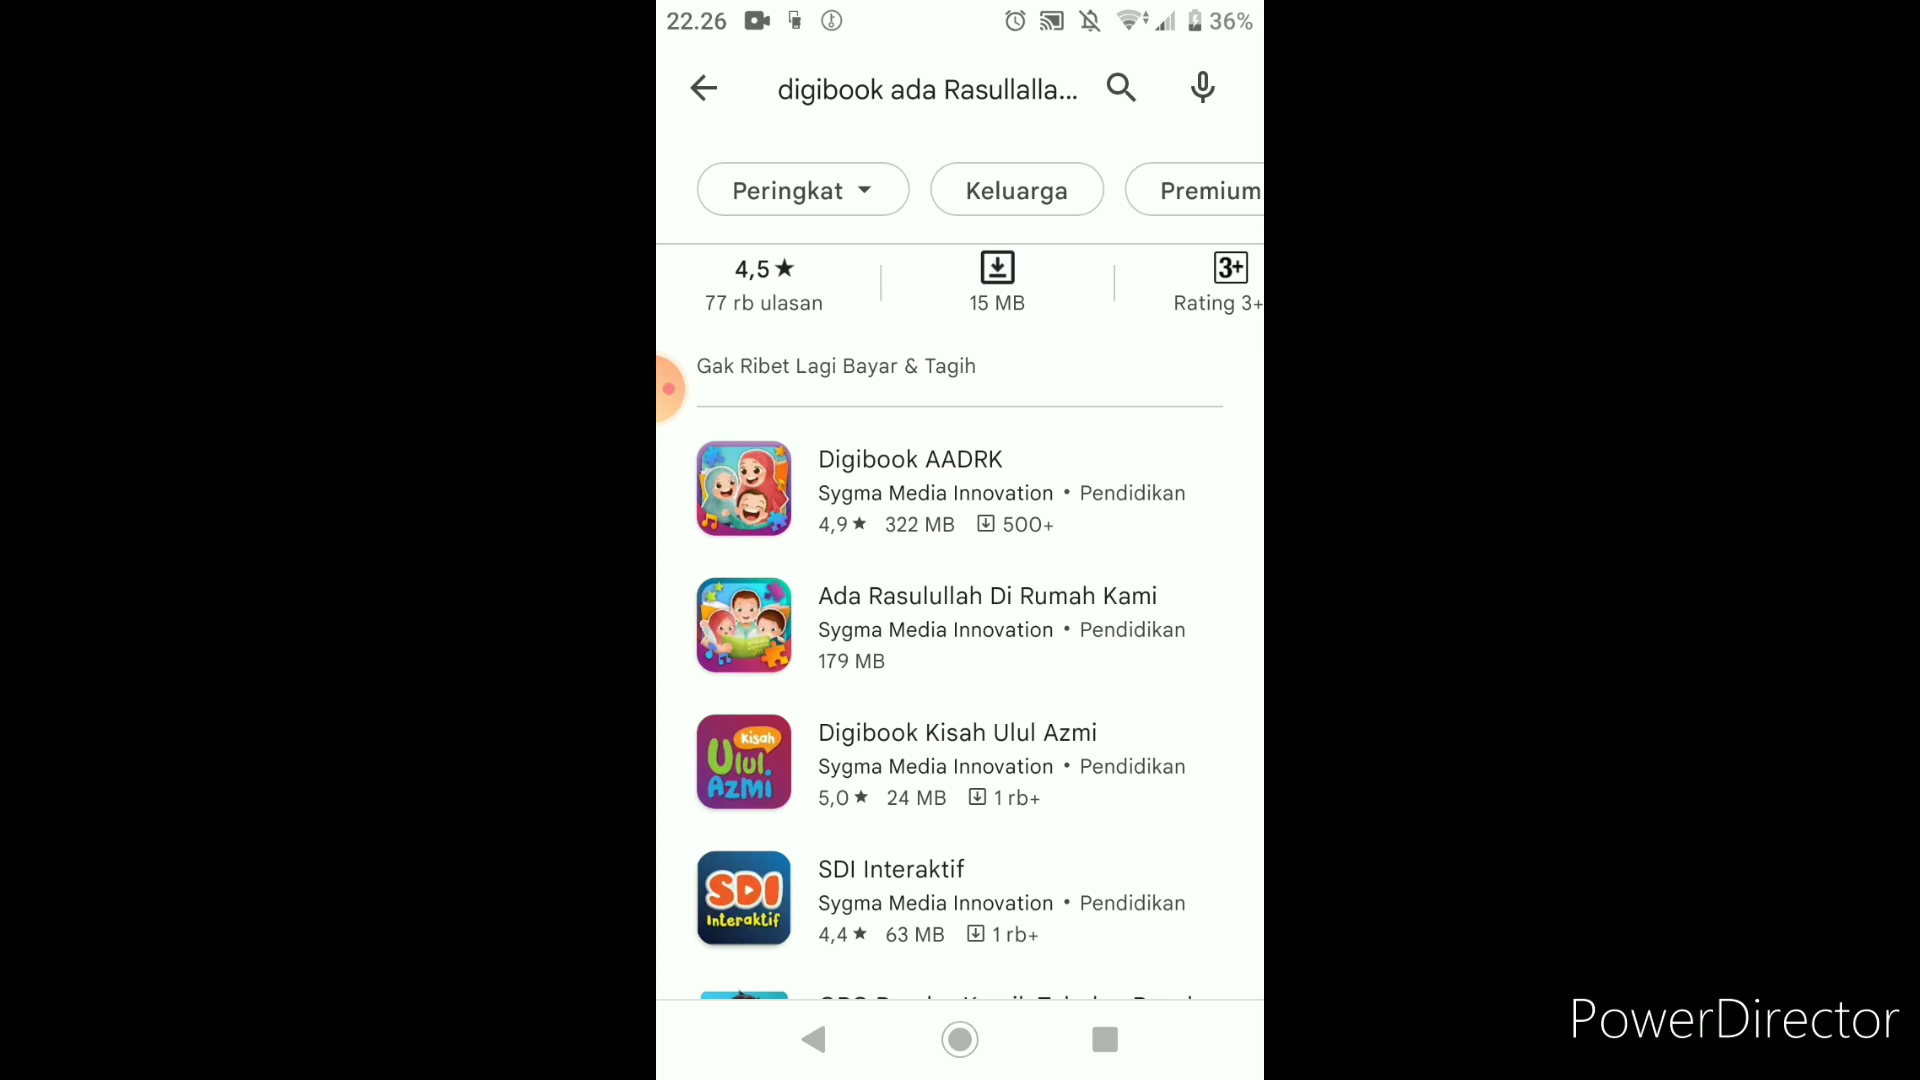 22.26 36%
digibook ada Rasullalla...
Peringkat Keluarga Premium
4,5★ 3+
77 rb ulasan 15 MB Rating 3+
Gak Ribet Lagi Bayar & Tagih
Digibook AADRK
Sygma Media Innovation • Pendidikan
4,9★ 322 MB 500+
Ada Rasulullah Di Rumah Kami
Sygma Media Innovation • Pendidikan
179 MB
Kisah
Ulul
Azmi
Digibook Kisah Ulul Azmi
Sygma Media Innovation • Pendidikan
5,0★ 24 MB 1 rb+
SDI
Interaktif
SDI Interaktif
Sygma Media Innovation • Pendidikan
4,4★ 63 MB 1 rb+
PowerDirector